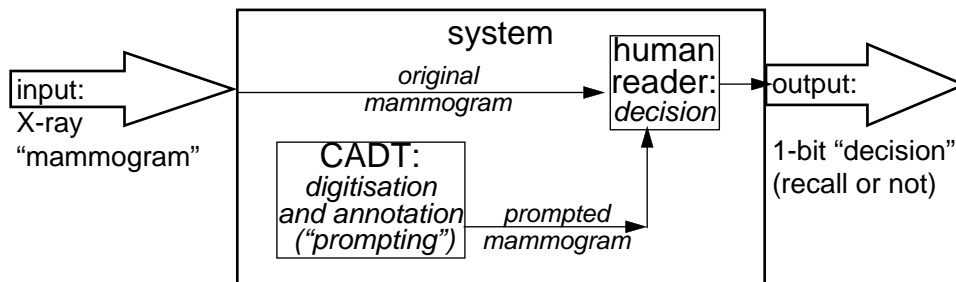 system
input:
X-ray
“mammogram”
original
mammogram
human
reader:
decision
CADT:
digitisation
and annotation
(“prompting”)
prompted
mammogram
output:
1-bit “decision”
(recall or not)